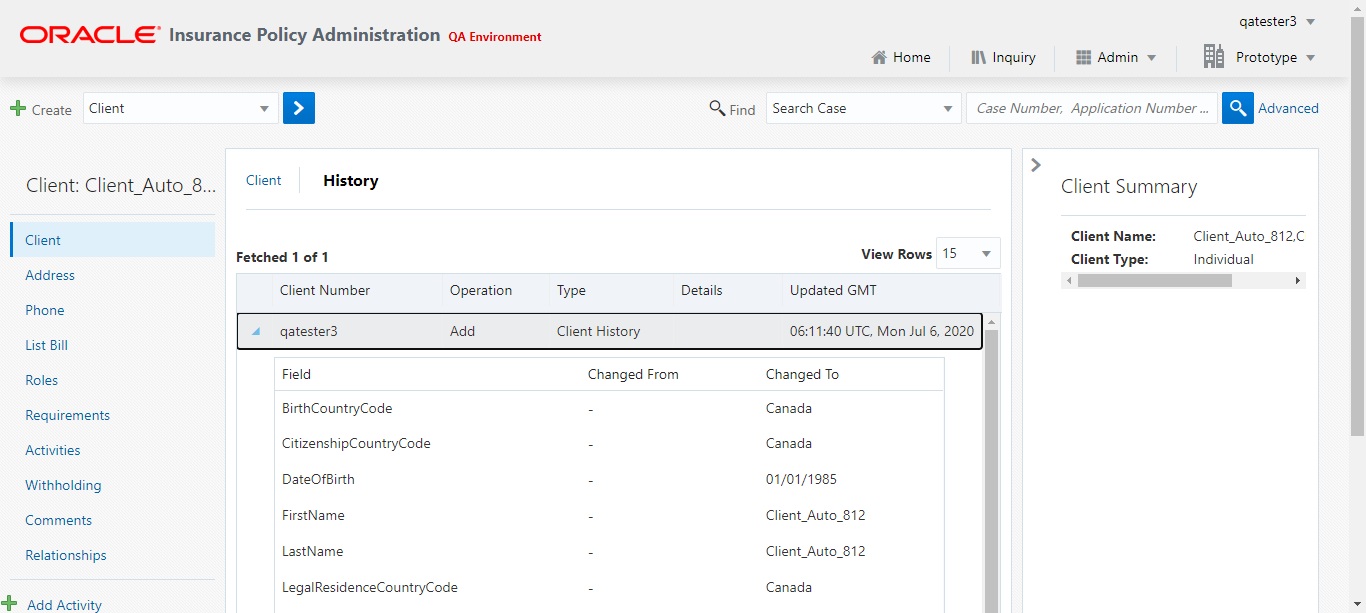 ORACLE Insurance Policy Administration QA Environment
qatester3
Home Inquiry Admin Prototype
Create Client
Find Search Case Case Number, Application Number ... Advanced
Client: Client_Auto_8...
Client
Address
Phone
List Bill
Roles
Requirements
Activities
Withholding
Comments
Relationships
Add Activity
Client History
Fetched 1 of 1
View Rows 15
Client Number Operation Type Details Updated GMT
qatester3 Add Client History 06:11:40 UTC, Mon Jul 6, 2020
Field Changed From Changed To
BirthCountryCode - Canada
CitizenshipCountryCode - Canada
DateOfBirth - 01/01/1985
FirstName - Client_Auto_812
LastName - Client_Auto_812
LegalResidenceCountryCode - Canada
Client Summary
Client Name: Client_Auto_812,C
Client Type: Individual